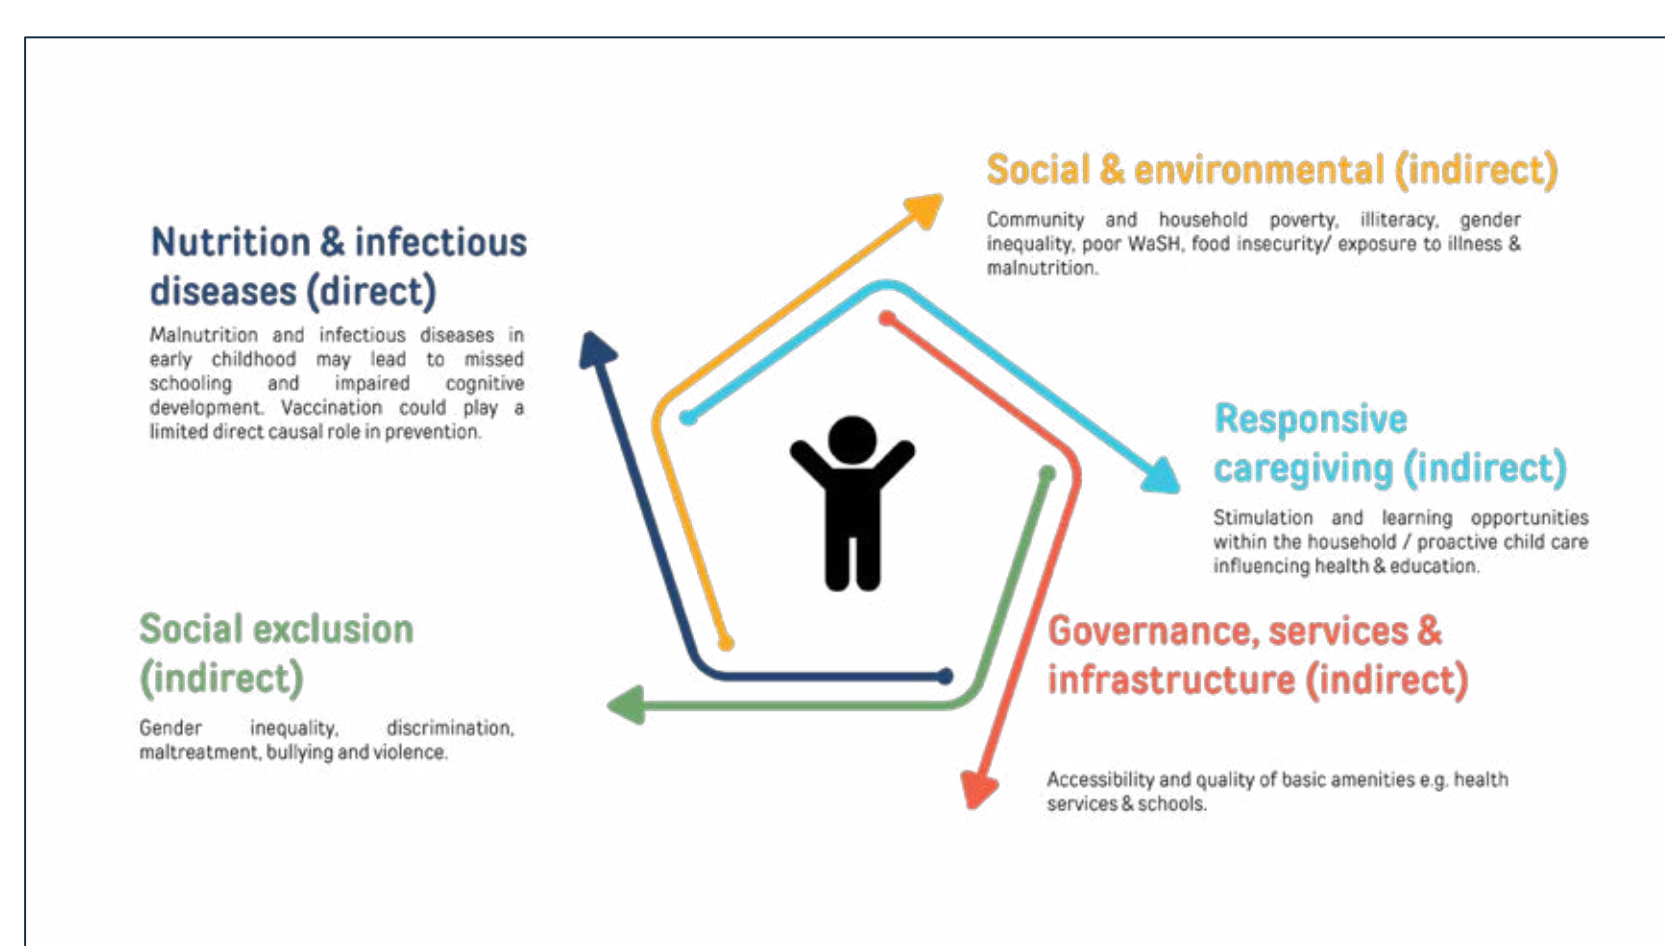 Nutrition & infectious
diseases (direct)
Malnutrition and infectious diseases in
early childhood may lead to missed
schooling and impaired cognitive
development. Vaccination could play a
limited direct causal role in prevention.
Social & environmental (indirect)
Community and household poverty, illiteracy, gender
inequality, poor WaSH, food insecurity/ exposure to illness &
malnutrition.
Responsive
caregiving (indirect)
Stimulation and learning opportunities
within the household / proactive child care
influencing health & education.
Social exclusion
(indirect)
Gender inequality, discrimination,
maltreatment, bullying and violence.
Governance, services &
infrastructure (indirect)
Accessibility and quality of basic amenities e.g. health
services & schools.